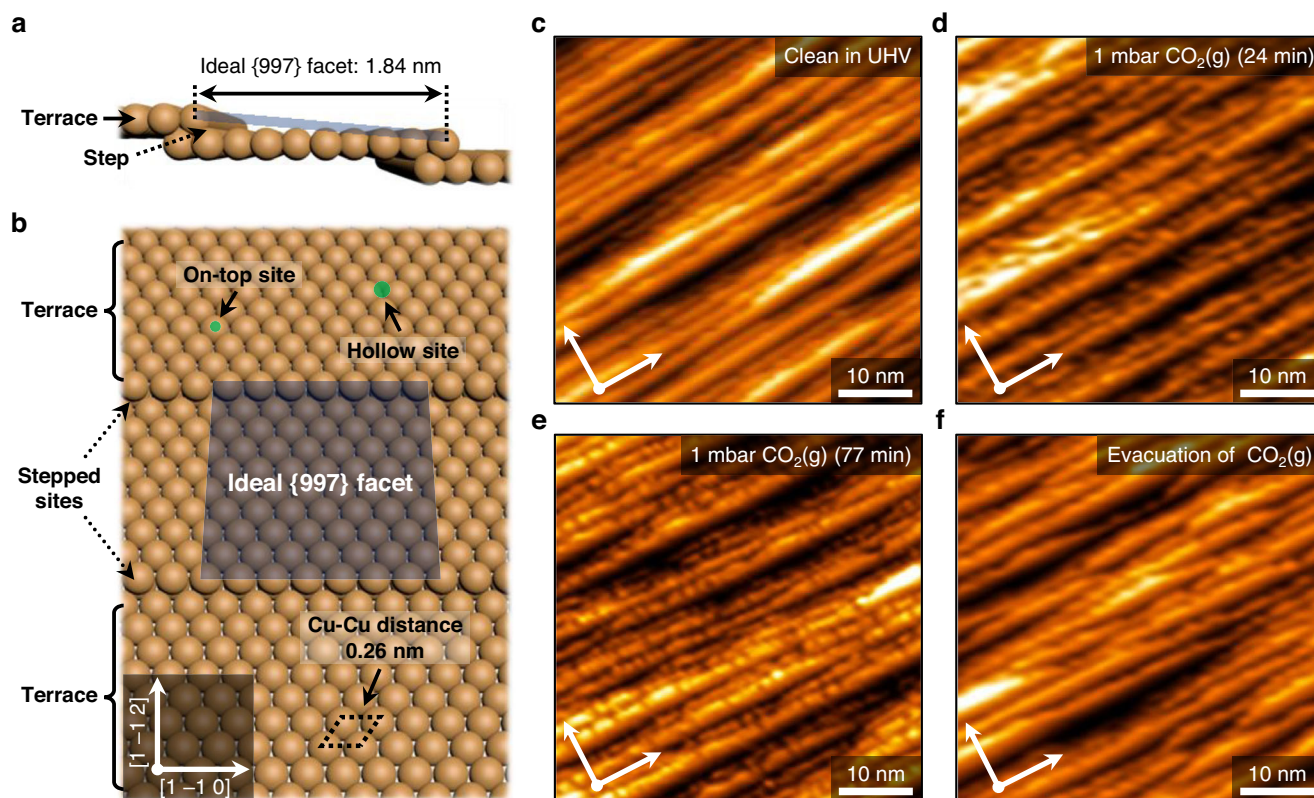 a
Ideal {997} facet: 1.84 nm
Terrace
Step
b
On-top site
Terrace
Hollow site
Stepped
sites
Ideal {997} facet
Cu-Cu distance
0.26 nm
Terrace
[1 –1 2]
[1 –1 0]
c
Clean in UHV
10 nm
d
1 mbar CO2(g) (24 min)
10 nm
e
1 mbar CO2(g) (77 min)
10 nm
f
Evacuation of CO2(g)
10 nm